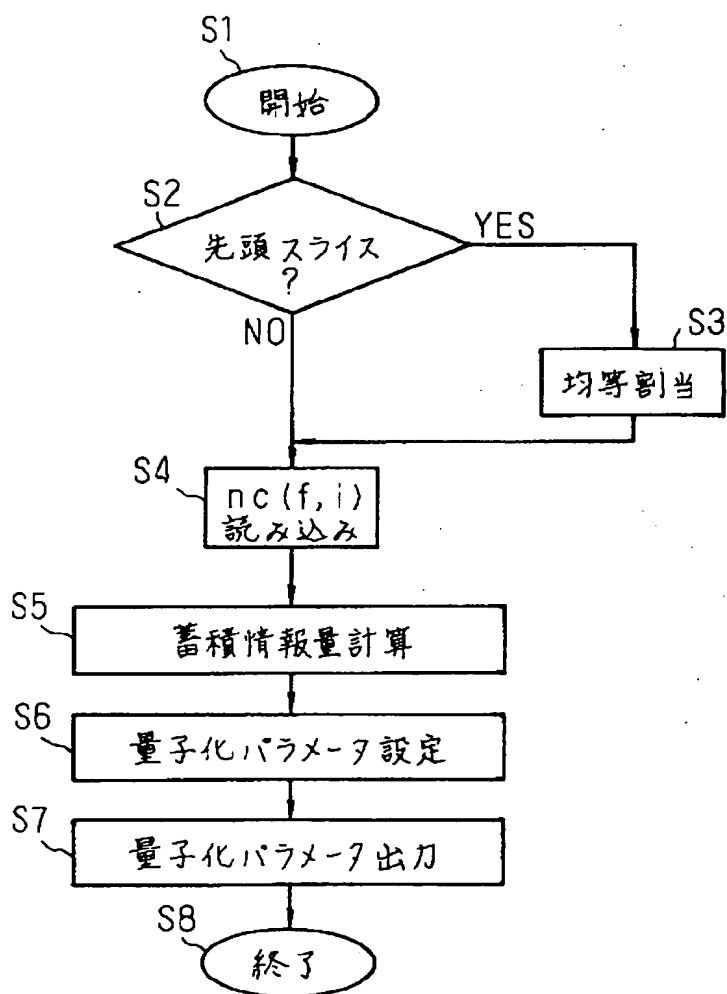 S1
開始
S2
先頭スライス
?
YES
NO
S3
均等割当
S4
nc(f,i)
読み込み
S5
蓄積情報量計算
S6
量子化パラメータ設定
S7
量子化パラメータ出力
S8
終了